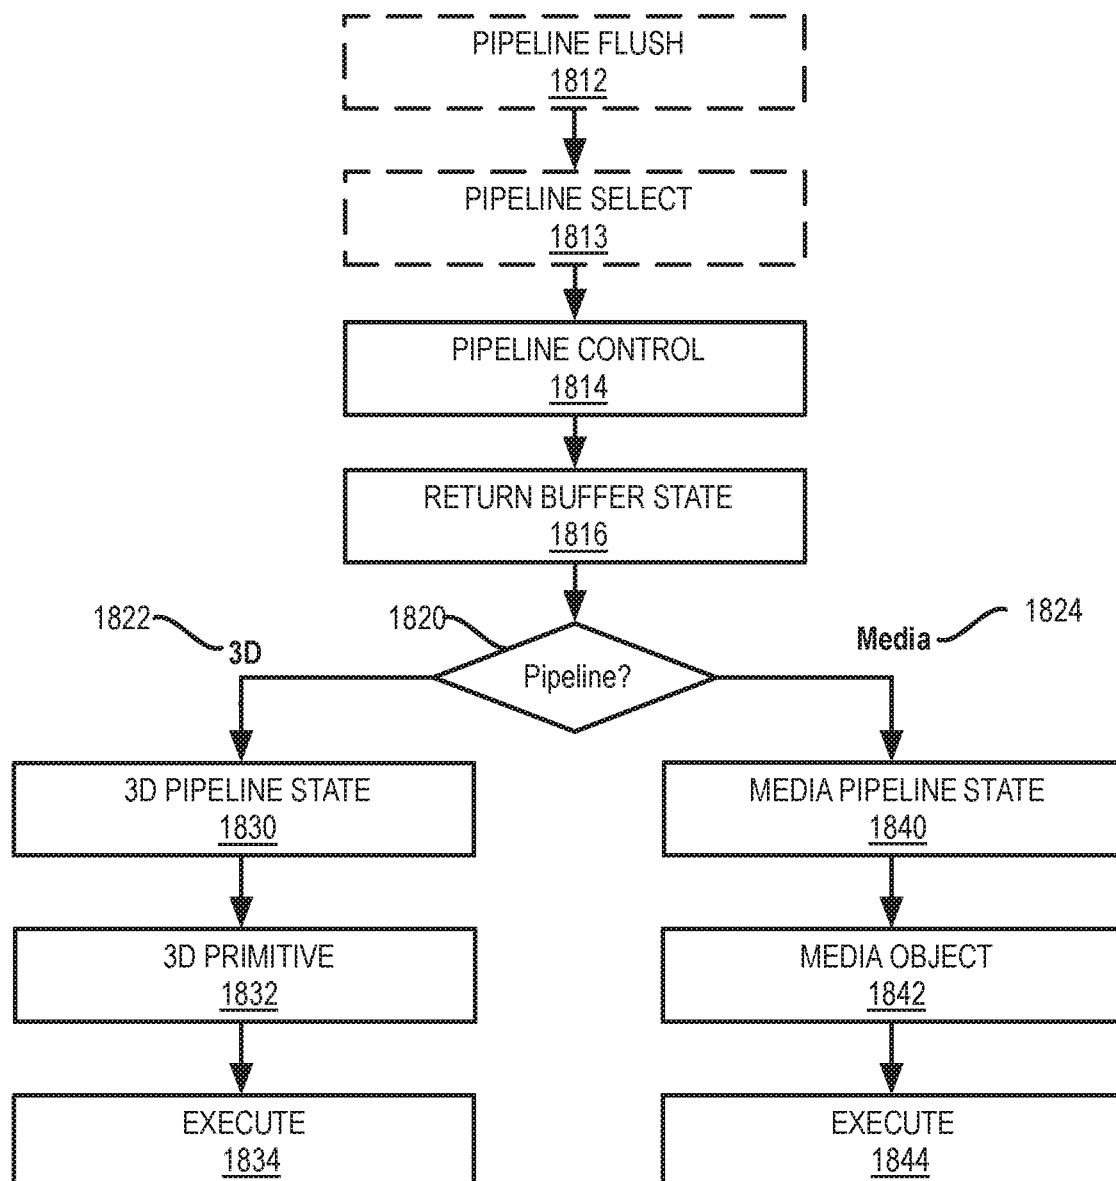 PIPELINE FLUSH
1812
PIPELINE SELECT
1813
PIPELINE CONTROL
1814
RETURN BUFFER STATE
1816
1822
3D
1820
Pipeline?
Media
1824
3D PIPELINE STATE
1830
MEDIA PIPELINE STATE
1840
3D PRIMITIVE
1832
MEDIA OBJECT
1842
EXECUTE
1834
EXECUTE
1844